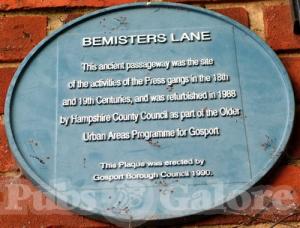 BEMISTERS LANE
This ancient passageway was the site
of the activities of the Press gangs in the 18th
and 19th Centuries, and was refurbished in 1988
by Hampshire County Council as part of the Older
Urban Areas Programme for Gosport
This Plaque was erected by
Gosport Borough Council 1990.
Pubs Galore